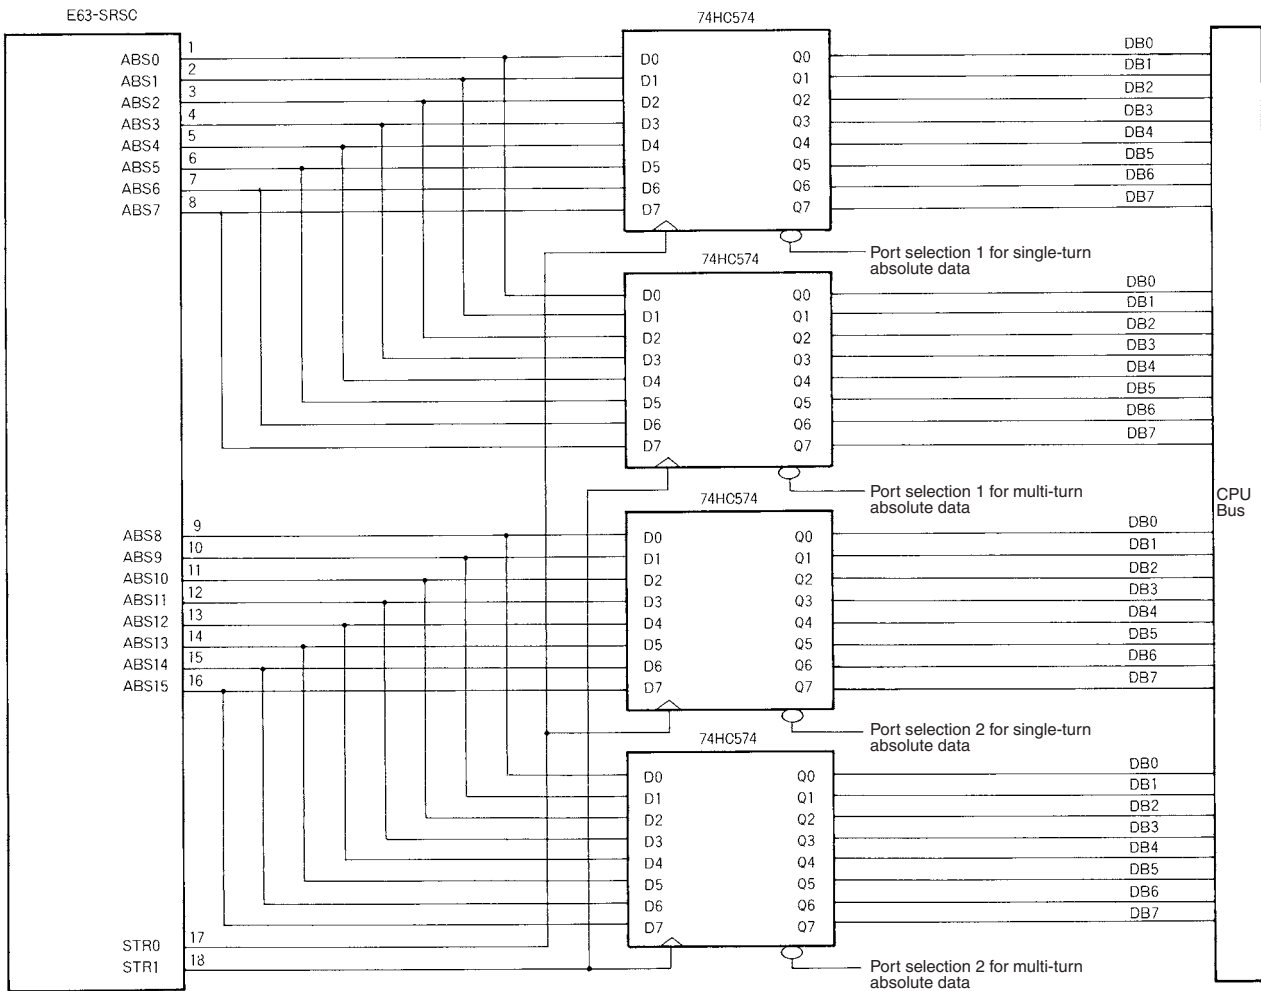 E63-SRSC
74HC574
ABS0 1 D0 Q0 DB0
ABS1 2 D1 Q1 DB1
ABS2 3 D2 Q2 DB2
ABS3 4 D3 Q3 DB3
ABS4 5 D4 Q4 DB4
ABS5 6 D5 Q5 DB5
ABS6 7 D6 Q6 DB6
ABS7 8 D7 Q7 DB7
Port selection 1 for single-turn
absolute data
74HC574
D0 Q0 DB0
D1 Q1 DB1
D2 Q2 DB2
D3 Q3 DB3
D4 Q4 DB4
D5 Q5 DB5
D6 Q6 DB6
D7 Q7 DB7
Port selection 1 for multi-turn
absolute data
CPU
Bus
74HC574
ABS8 9 D0 Q0 DB0
ABS9 10 D1 Q1 DB1
ABS10 11 D2 Q2 DB2
ABS11 12 D3 Q3 DB3
ABS12 13 D4 Q4 DB4
ABS13 14 D5 Q5 DB5
ABS14 15 D6 Q6 DB6
ABS15 16 D7 Q7 DB7
Port selection 2 for single-turn
absolute data
74HC574
D0 Q0 DB0
D1 Q1 DB1
D2 Q2 DB2
D3 Q3 DB3
D4 Q4 DB4
D5 Q5 DB5
D6 Q6 DB6
D7 Q7 DB7
STR0 17
STR1 18
Port selection 2 for multi-turn
absolute data